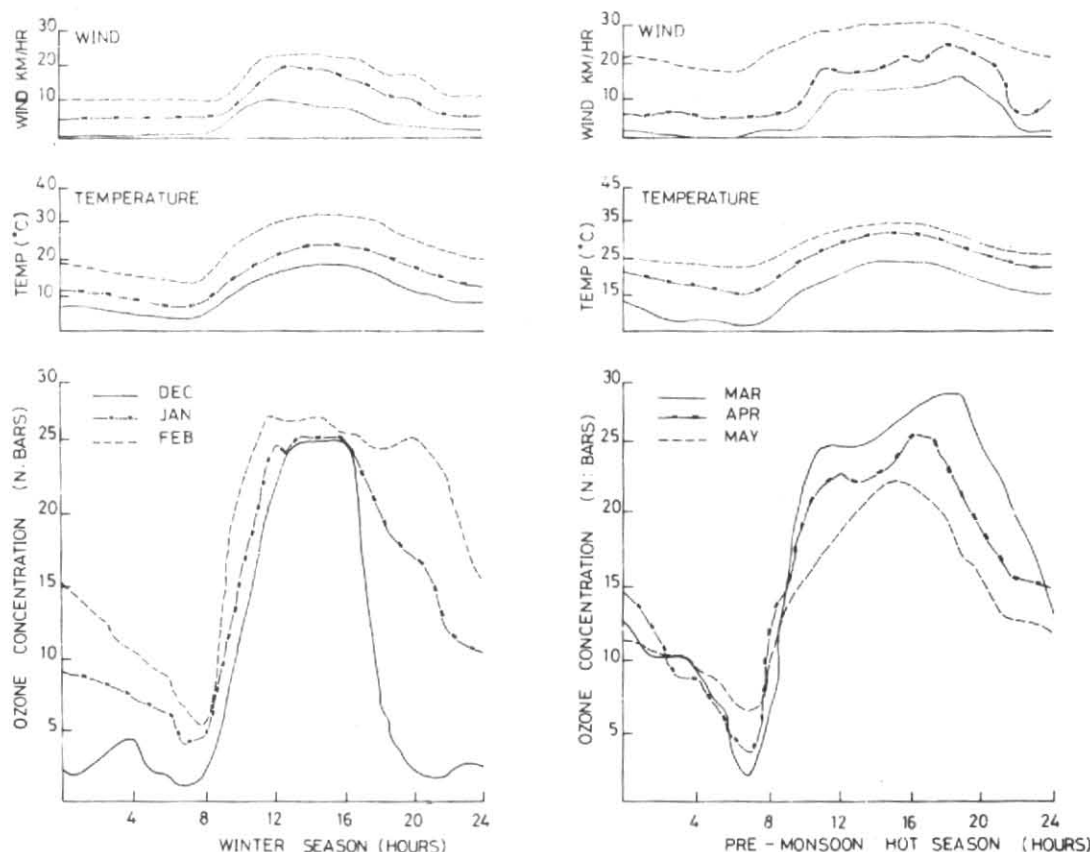 WIND
WIND KM/HR
30
20
10
TEMPERATURE
TEMP (°C)
40
30
20
10
OZONE CONCENTRATION (N. BARS)
30
25
20
15
10
5
DEC
JAN
FEB
4 8 12 16 20 24
WINTER SEASON (HOURS)
WIND
WIND KM/HR
30
20
10
TEMPERATURE
TEMP (°C)
45
35
25
15
OZONE CONCENTRATION (N: BARS)
30
25
20
15
10
5
MAR
APR
MAY
4 8 12 16 20 24
PRE - MONSOON HOT SEASON (HOURS)